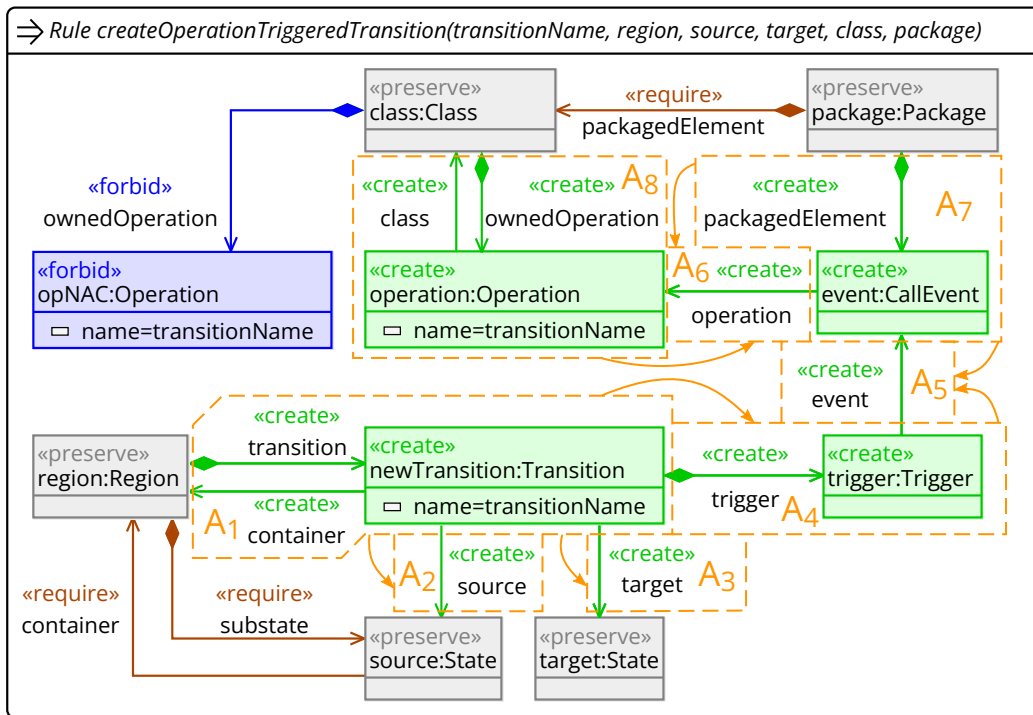 Rule createOperationTriggeredTransition(transitionName, region, source, target, class, package)
«preserve»
class:Class
«require»
packagedElement
«preserve»
package:Package
«forbid»
ownedOperation
«create»
class
«create»
ownedOperation
A8
«create»
packagedElement
A7
«forbid»
opNAC:Operation
name=transitionName
«create»
operation:Operation
name=transitionName
A6
«create»
operation
«create»
event:CallEvent
«create»
event
A5
«preserve»
region:Region
«create»
transition
«create»
container
A1
«create»
newTransition:Transition
name=transitionName
«create»
trigger
A4
«create»
trigger:Trigger
A2
«create»
source
«create»
target
A3
«require»
container
«require»
substate
«preserve»
source:State
«preserve»
target:State